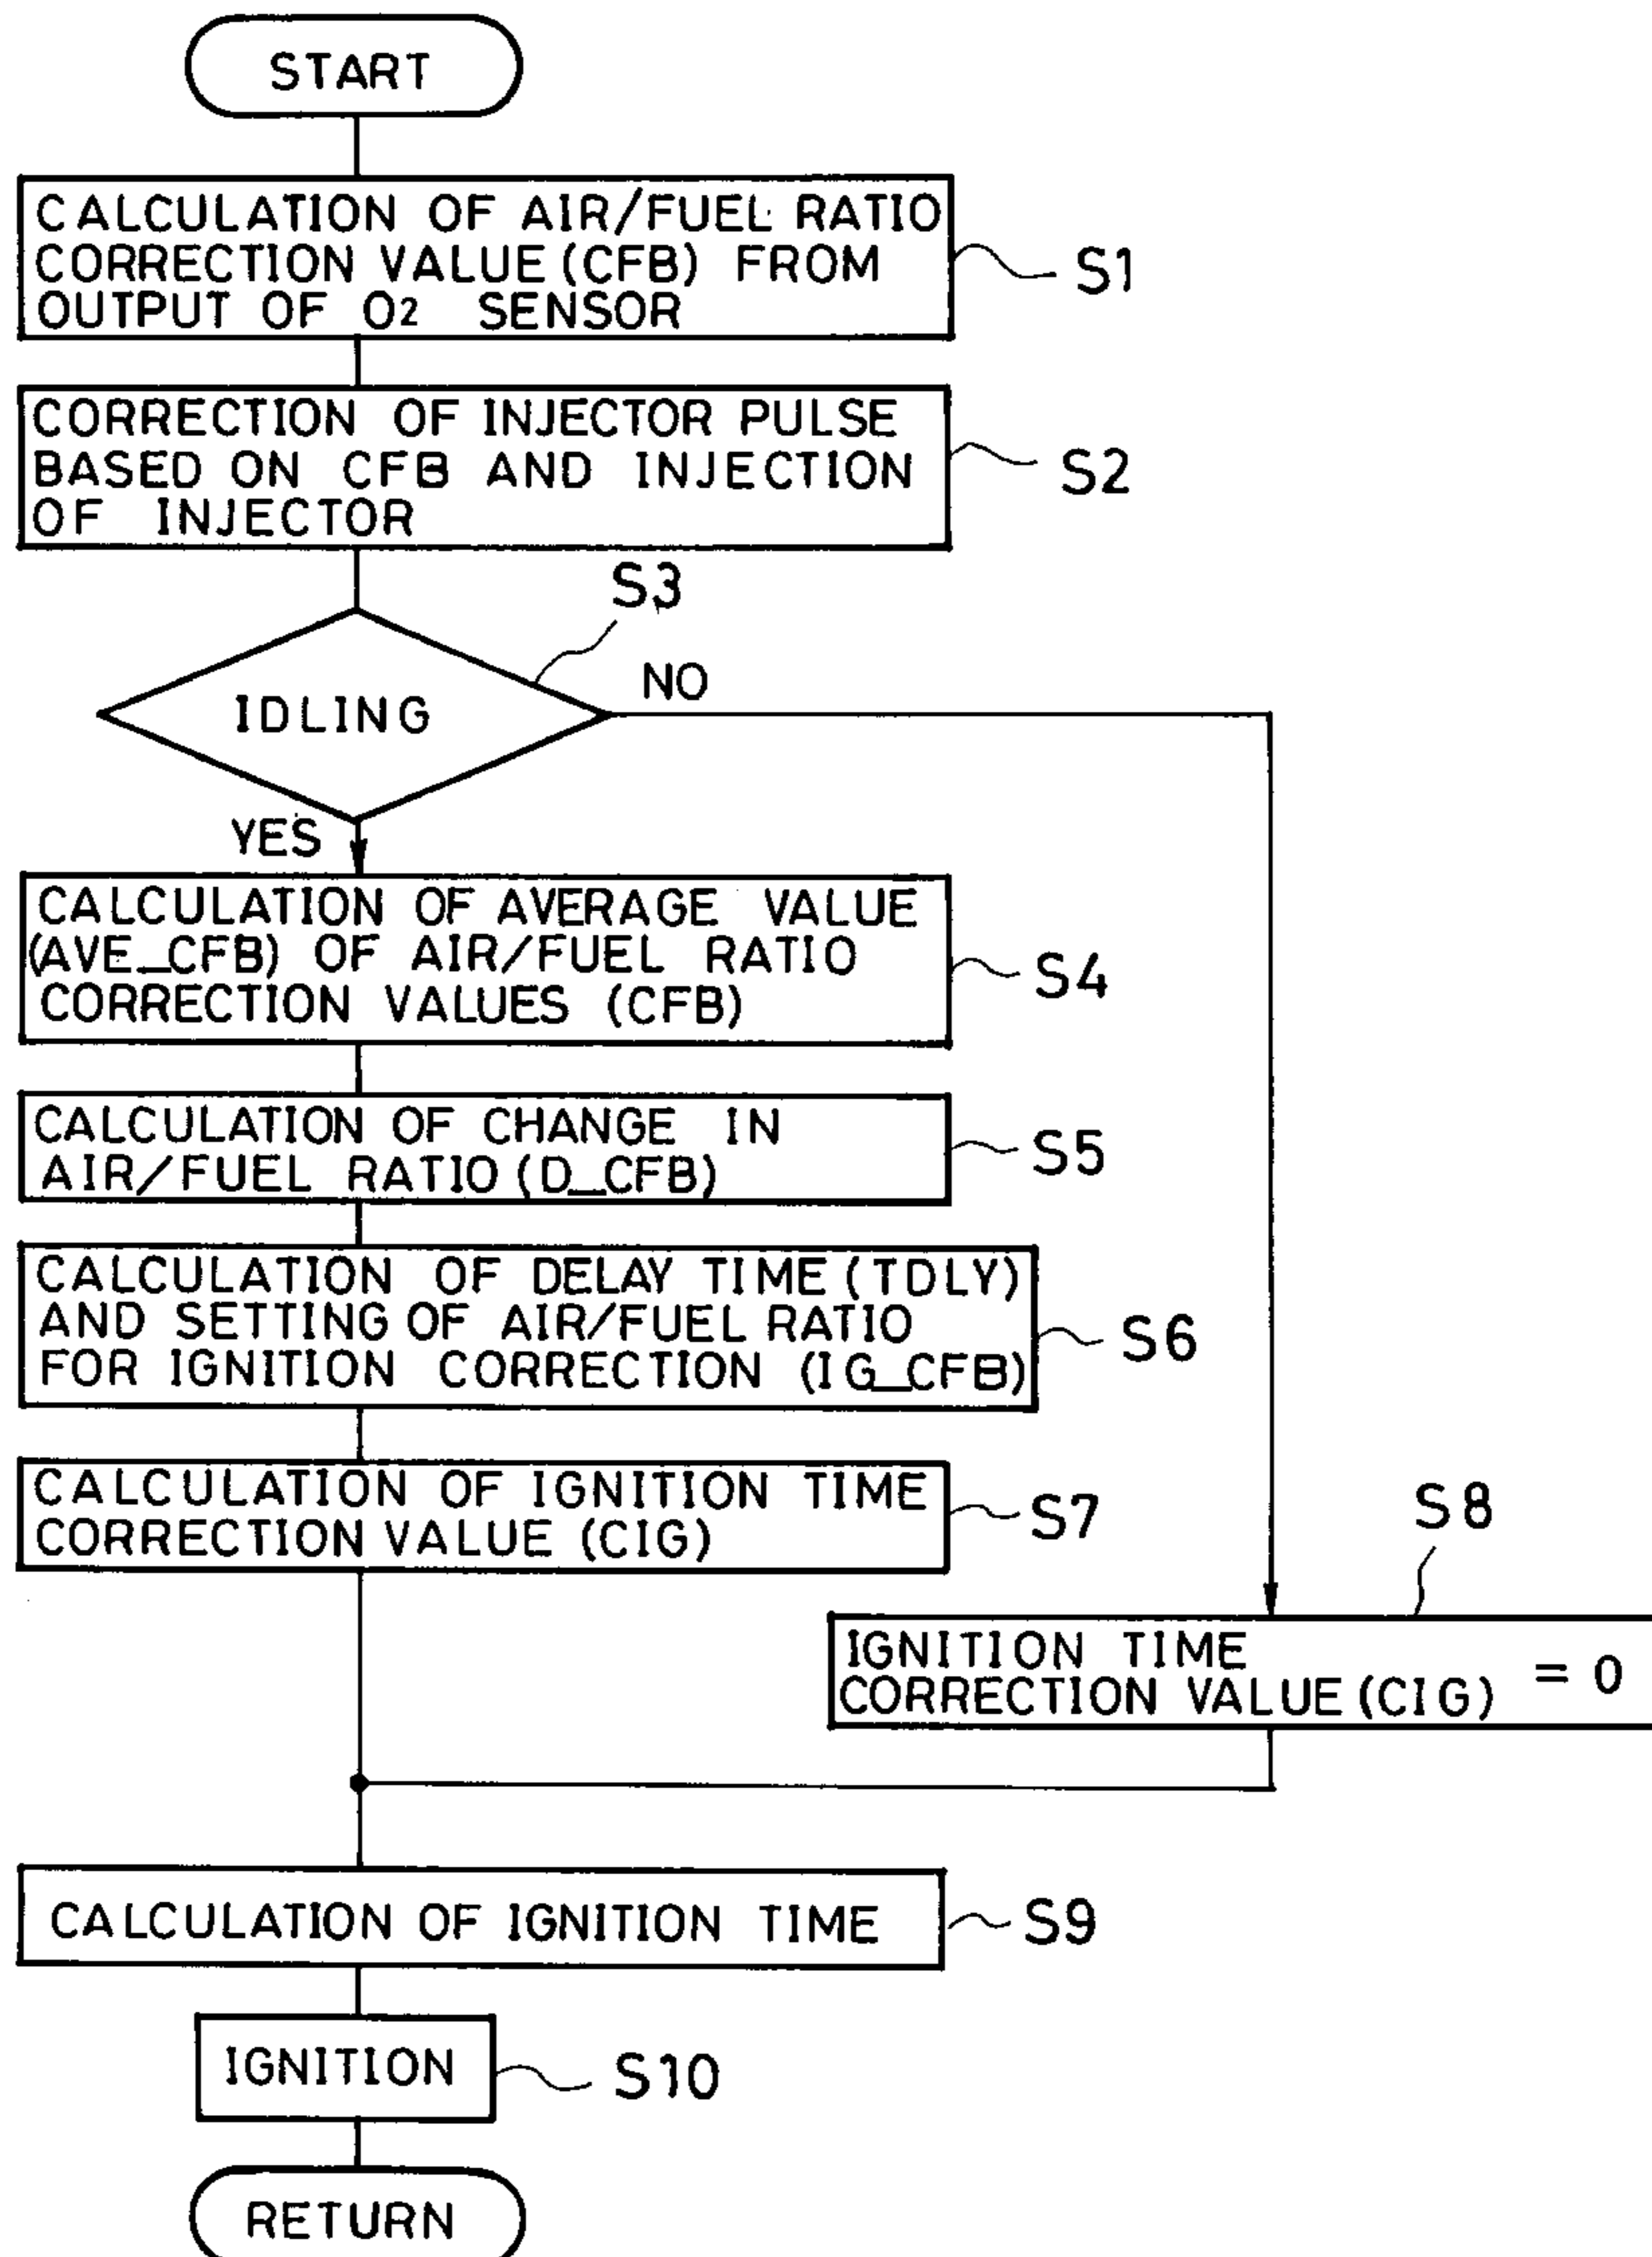 START
CALCULATION OF AIR/FUEL RATIO
CORRECTION VALUE (CFB) FROM
OUTPUT OF O2 SENSOR
S1
CORRECTION OF INJECTOR PULSE
BASED ON CFB AND INJECTION
OF INJECTOR
S2
S3
IDLING
NO
YES
CALCULATION OF AVERAGE VALUE
(AVE_CFB) OF AIR/FUEL RATIO
CORRECTION VALUES (CFB)
S4
CALCULATION OF CHANGE IN
AIR/FUEL RATIO (D_CFB)
S5
CALCULATION OF DELAY TIME (TDLY)
AND SETTING OF AIR/FUEL RATIO
FOR IGNITION CORRECTION (IG_CFB)
S6
CALCULATION OF IGNITION TIME
CORRECTION VALUE (CIG)
S7
S8
IGNITION TIME
CORRECTION VALUE (CIG) = 0
CALCULATION OF IGNITION TIME
S9
IGNITION
S10
RETURN